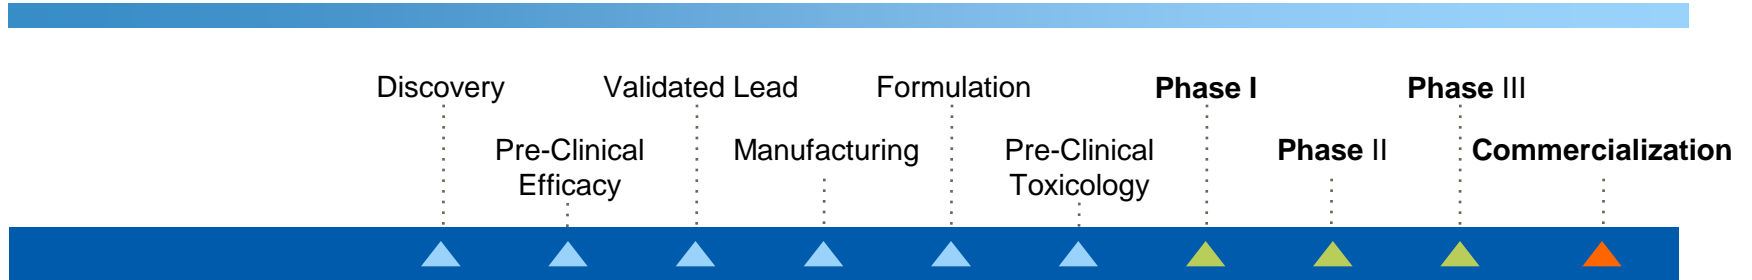 Discovery
Validated Lead
Formulation
Phase I
Phase III
Pre-Clinical
Efficacy
Manufacturing
Pre-Clinical
Toxicology
Phase II
Commercialization